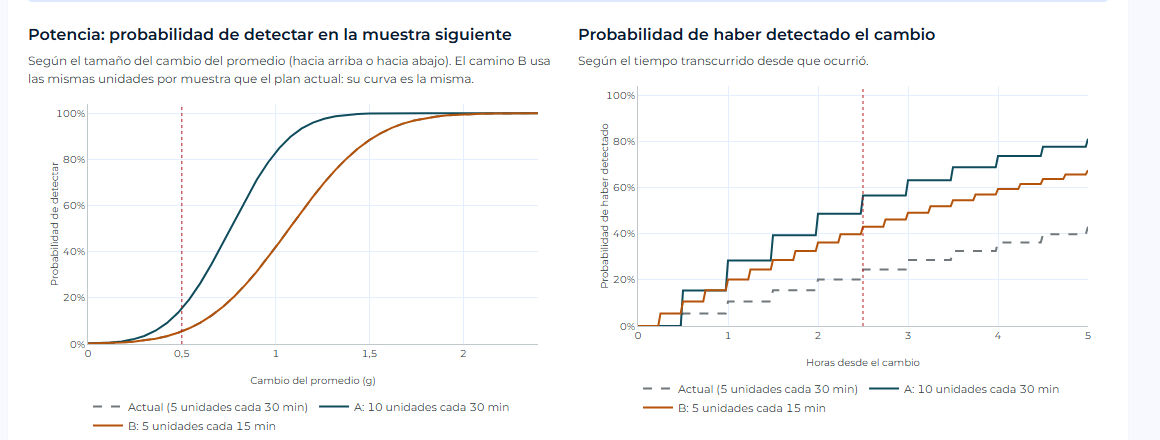 Potencia: probabilidad de detectar en la muestra siguiente
Según el tamaño del cambio del promedio (hacia arriba o hacia abajo). El camino B usa
las mismas unidades por muestra que el plan actual: su curva es la misma.
Probabilidad de detectar
100%
80%
60%
40%
20%
0%
0
0,5
1
1,5
2
Cambio del promedio (g)
Actual (5 unidades cada 30 min)
A: 10 unidades cada 30 min
B: 5 unidades cada 15 min
Probabilidad de haber detectado el cambio
Según el tiempo transcurrido desde que ocurrió.
Probabilidad de haber detectado
100%
80%
60%
40%
20%
0%
0
1
2
3
4
5
Horas desde el cambio
Actual (5 unidades cada 30 min)
A: 10 unidades cada 30 min
B: 5 unidades cada 15 min